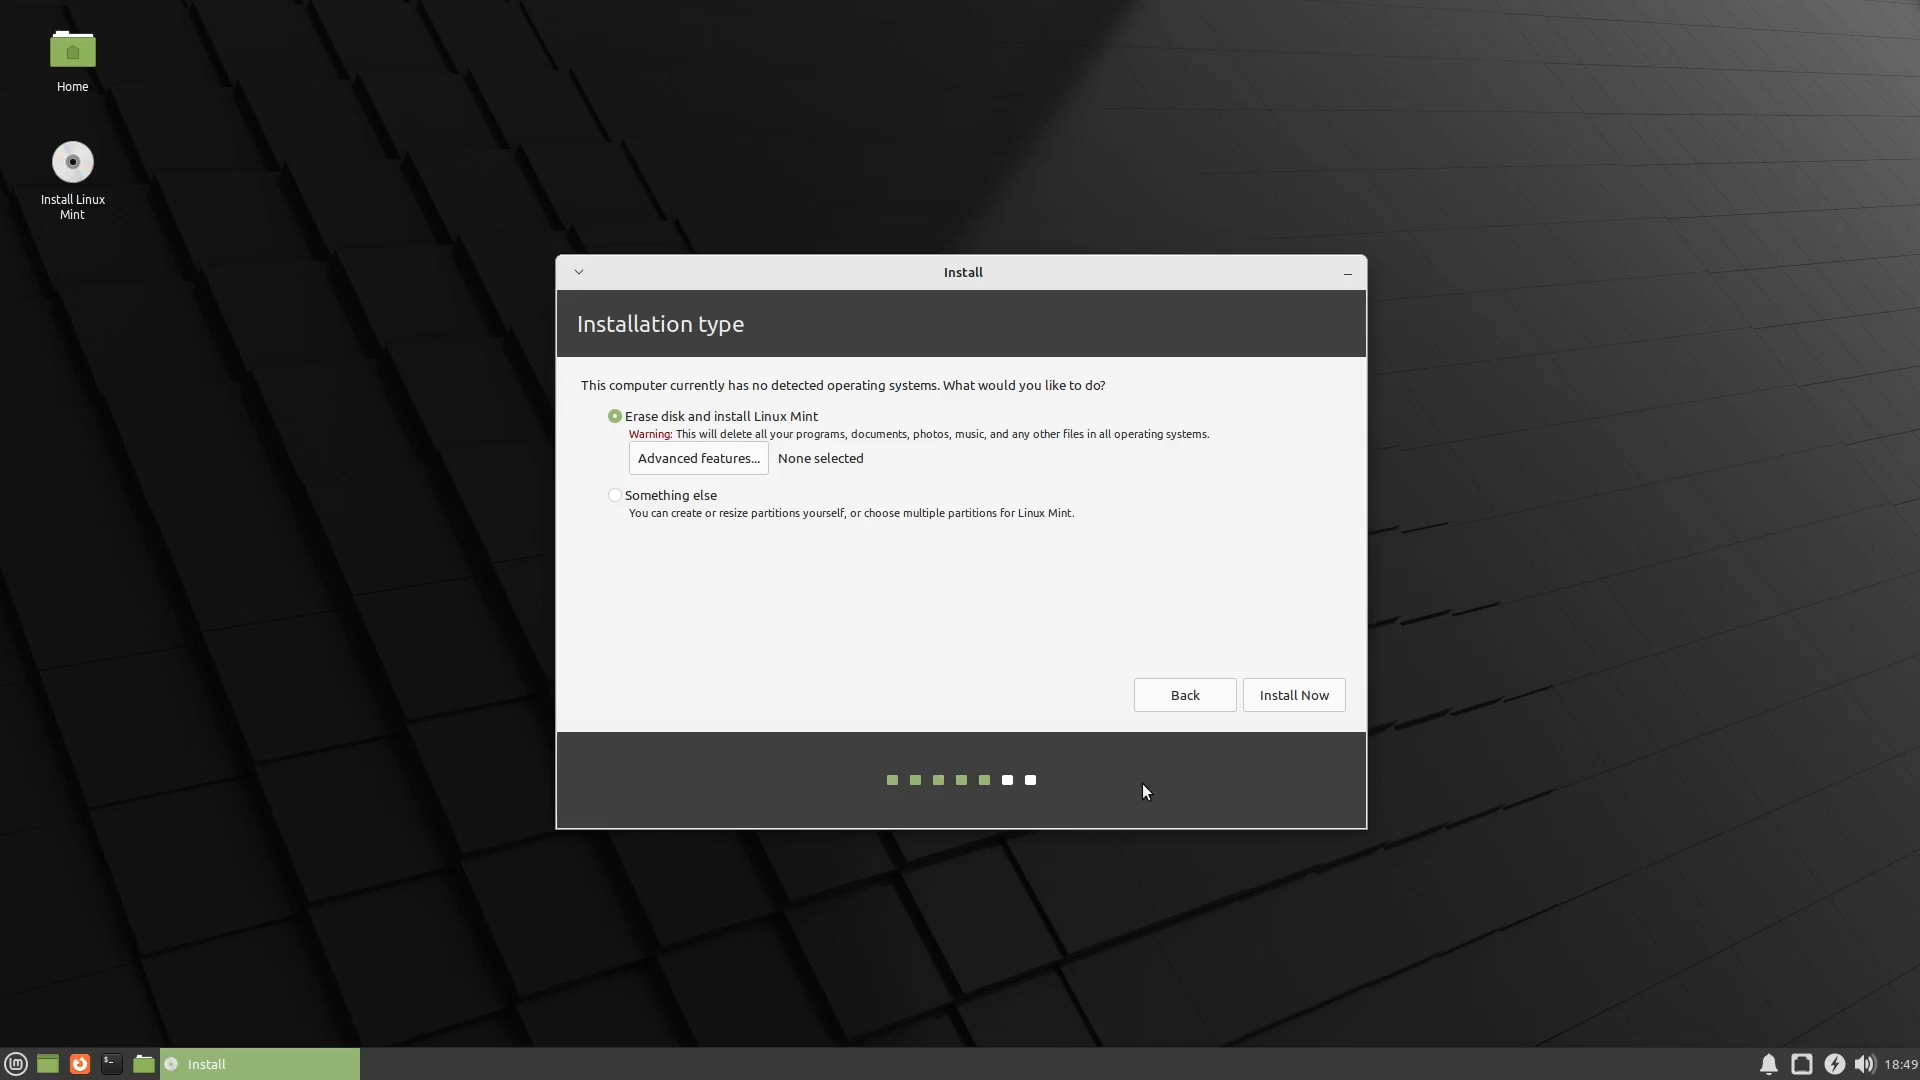 Home
Install Linux
Mint
Install
Installation type
This computer currently has no detected operating systems. What would you like to do?
Erase disk and install Linux Mint
Warning: This will delete all your programs, documents, photos, music, and any other files in all operating systems.
Advanced features... None selected
Something else
You can create or resize partitions yourself, or choose multiple partitions for Linux Mint.
Back Install Now
Install
18:49